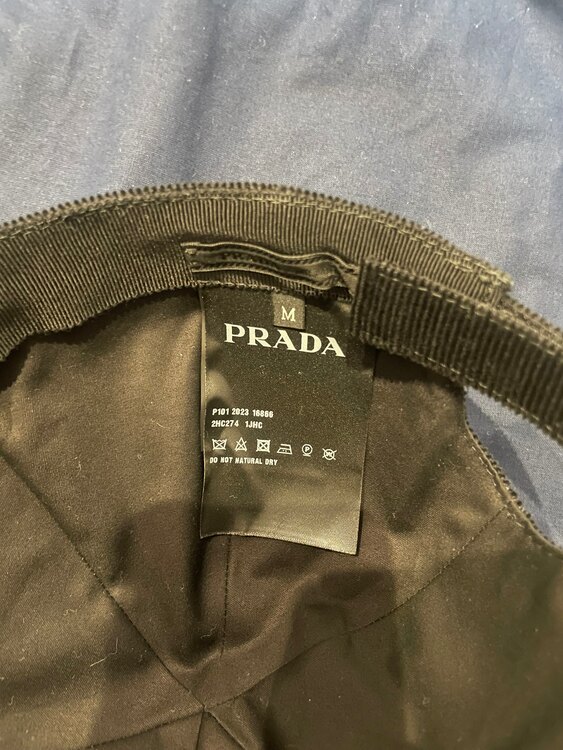 M
PRADA
P101 2023 16866
2HC274 1JHC
DO NOT NATURAL DRY